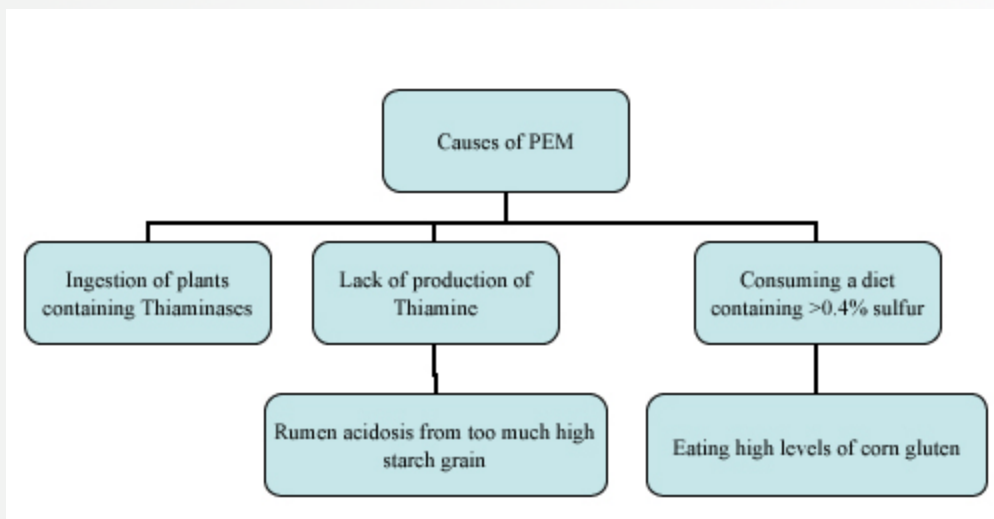 Causes of PEM
Ingestion of plants
containing Thiaminases
Lack of production of
Thiamine
Consuming a diet
containing >0.4% sulfur
Rumen acidosis from too much high
starch grain
Eating high levels of corn gluten